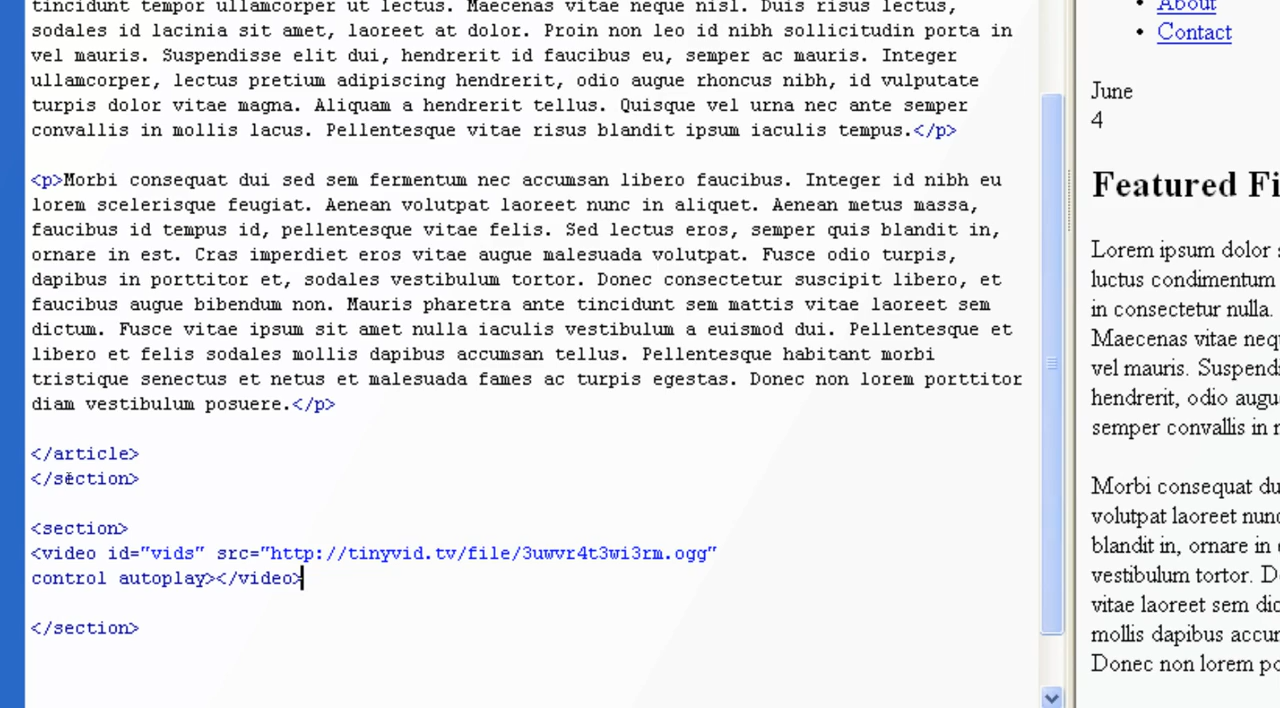 tincidunt tempor ullamcorper ut lectus. Maecenas vitae neque nisl. Duis risus lectus,
sodales id lacinia sit amet, laoreet at dolor. Proin non leo id nibh sollicitudin porta in
vel mauris. Suspendisse elit dui, hendrerit id faucibus eu, semper ac mauris. Integer
ullamcorper, lectus pretium adipiscing hendrerit, odio augue rhoncus nibh, id vulputate
turpis dolor vitae magna. Aliquam a hendrerit tellus. Quisque vel urna nec ante semper
convallis in mollis lacus. Pellentesque vitae risus blandit ipsum iaculis tempus.</p>
<p>Morbi consequat dui sed sem fermentum nec accumsan libero faucibus. Integer id nibh eu
lorem scelerisque feugiat. Aenean volutpat laoreet nunc in aliquet. Aenean metus massa,
faucibus id tempus id, pellentesque vitae felis. Sed lectus eros, semper quis blandit in,
ornare in est. Cras imperdiet eros vitae augue malesuada volutpat. Fusce odio turpis,
dapibus in porttitor et, sodales vestibulum tortor. Donec consectetur suscipit libero, et
faucibus augue bibendum non. Mauris pharetra ante tincidunt sem mattis vitae laoreet sem
dictum. Fusce vitae ipsum sit amet nulla iaculis vestibulum a euismod dui. Pellentesque et
libero et felis sodales mollis dapibus accumsan tellus. Pellentesque habitant morbi
tristique senectus et netus et malesuada fames ac turpis egestas. Donec non lorem porttitor
diam vestibulum posuere.</p>
</article>
</section>
<section>
<video id="vids" src="http://tinyvid.tv/file/3uwvr4t3wi3rm.ogg"
control autoplay></video>
</section>
About
Contact
June
4
Featured Fi
Lorem ipsum dolor s
luctus condimentum
in consectetur nulla.
Maecenas vitae nequ
vel mauris. Suspendi
hendrerit, odio augu
semper convallis in n
Morbi consequat du
volutpat laoreet nunc
blandit in, ornare in e
vestibulum tortor. Do
vitae laoreet sem dic
mollis dapibus accun
Donec non lorem po